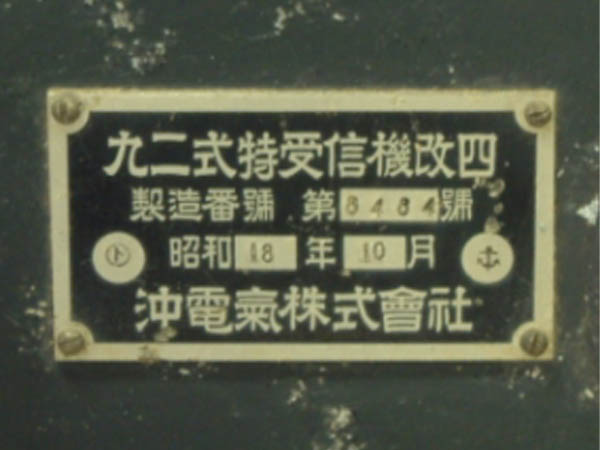 九二式特受信機改四
製造番號 第8484號
昭和18年10月
ト
沖電氣株式會社